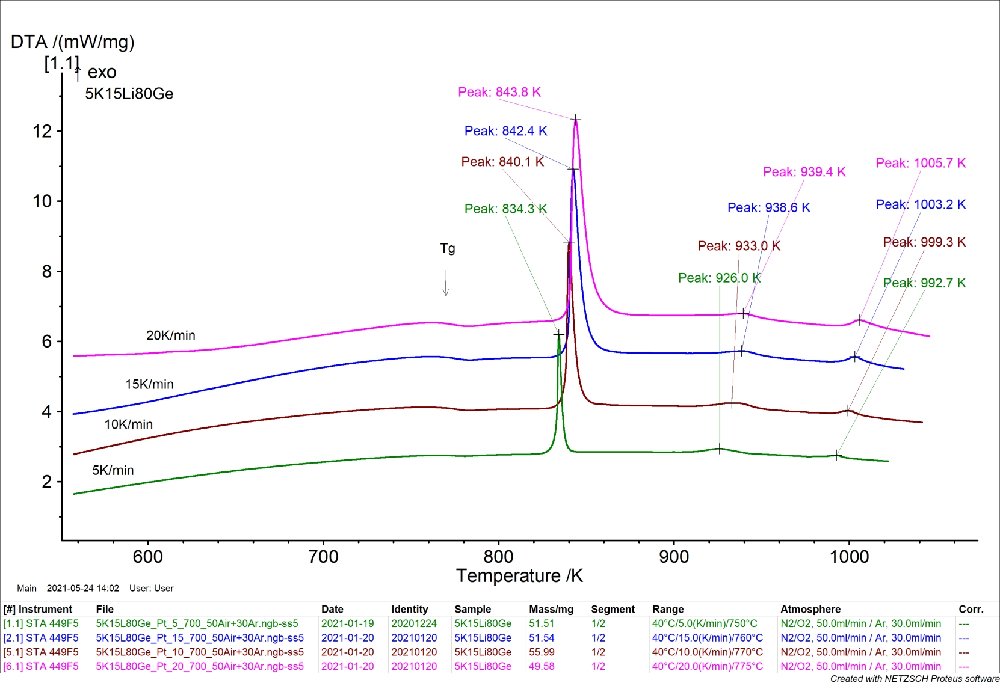 DTA /(mW/mg)
[1.1]
↑ exo
5K15Li80Ge
Peak: 843.8 K
Peak: 842.4 K
Peak: 840.1 K
Peak: 834.3 K
Peak: 939.4 K
Peak: 1005.7 K
Peak: 938.6 K
Peak: 1003.2 K
Peak: 933.0 K
Peak: 999.3 K
Peak: 926.0 K
Peak: 992.7 K
Tg
12
10
8
6
4
2
20K/min
15K/min
10K/min
5K/min
600 700 800 900 1000
Temperature /K
Main 2021-05-24 14:02 User: User
[#] Instrument File Date Identity Sample Mass/mg Segment Range Atmosphere Corr.
[1.1] STA 449F5 5K15L80Ge_Pt_5_700_50Air+30Ar.ngb-ss5 2021-01-19 20201224 5K15Li80Ge 51.51 1/2 40°C/5.0(K/min)/750°C N2/O2, 50.0ml/min / Ar, 30.0ml/min ---
[2.1] STA 449F5 5K15L80Ge_Pt_15_700_50Air+30Ar.ngb-ss5 2021-01-20 20210120 5K15Li80Ge 51.54 1/2 40°C/15.0(K/min)/760°C N2/O2, 50.0ml/min / Ar, 30.0ml/min ---
[5.1] STA 449F5 5K15L80Ge_Pt_10_700_50Air+30Ar.ngb-ss5 2021-01-20 20210120 5K15Li80Ge 55.99 1/2 40°C/10.0(K/min)/770°C N2/O2, 50.0ml/min / Ar, 30.0ml/min ---
[6.1] STA 449F5 5K15L80Ge_Pt_20_700_50Air+30Ar.ngb-ss5 2021-01-20 20210120 5K15Li80Ge 49.58 1/2 40°C/20.0(K/min)/775°C N2/O2, 50.0ml/min / Ar, 30.0ml/min ---
Created with NETZSCH Proteus software